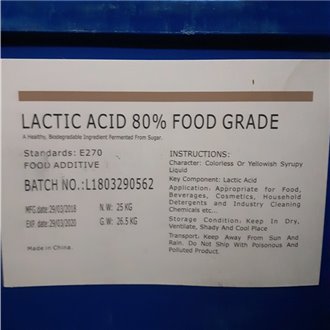 LACTIC ACID 80% FOOD GRADE
A Healthy, Biodegradable Ingredient Fermented From Sugar.
Standards: E270
FOOD ADDITIVE
BATCH NO.:L1803290562
MFG.date:29/03/2018 N.W: 25 KG
EXP. date:29/03/2020 G.W: 26.5 KG
Made in China.
INSTRUCTIONS:
Character: Colorless Or Yellowish Syrupy
Liquid
Key Component: Lactic Acid
Application: Appropriate for Food,
Beverages, Cosmetics, Household
Detergents and Industry Cleaning
Chemicals etc...
Storage Condition: Keep In Dry,
Ventilate, Shady And Cool Place
Transport: Keep Away From Sun And
Rain. Do Not Ship With Poisonous And
Polluted Product.